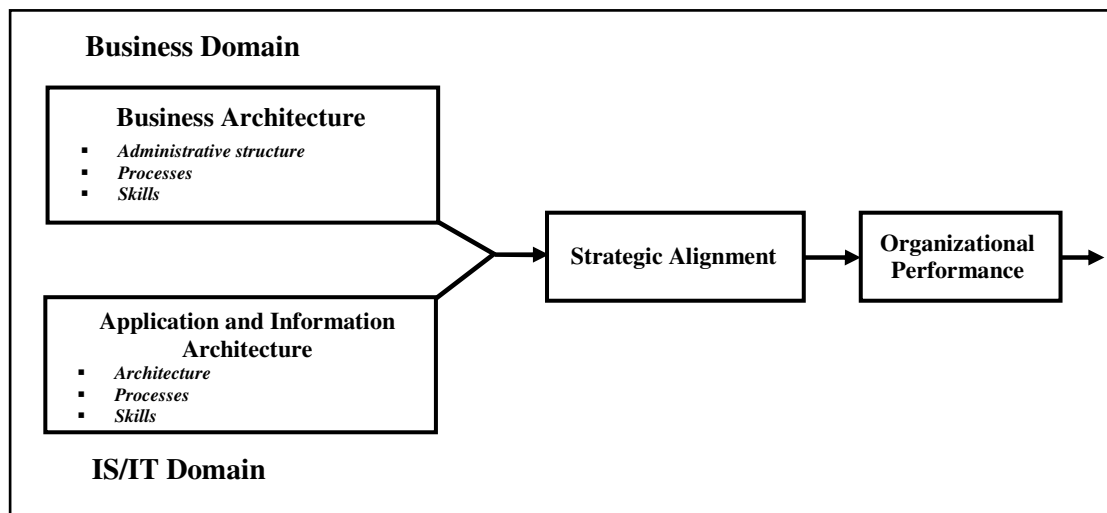 Business Domain
Business Architecture
▪ Administrative structure
▪ Processes
▪ Skills
Application and Information
Architecture
▪ Architecture
▪ Processes
▪ Skills
IS/IT Domain
Strategic Alignment
Organizational
Performance